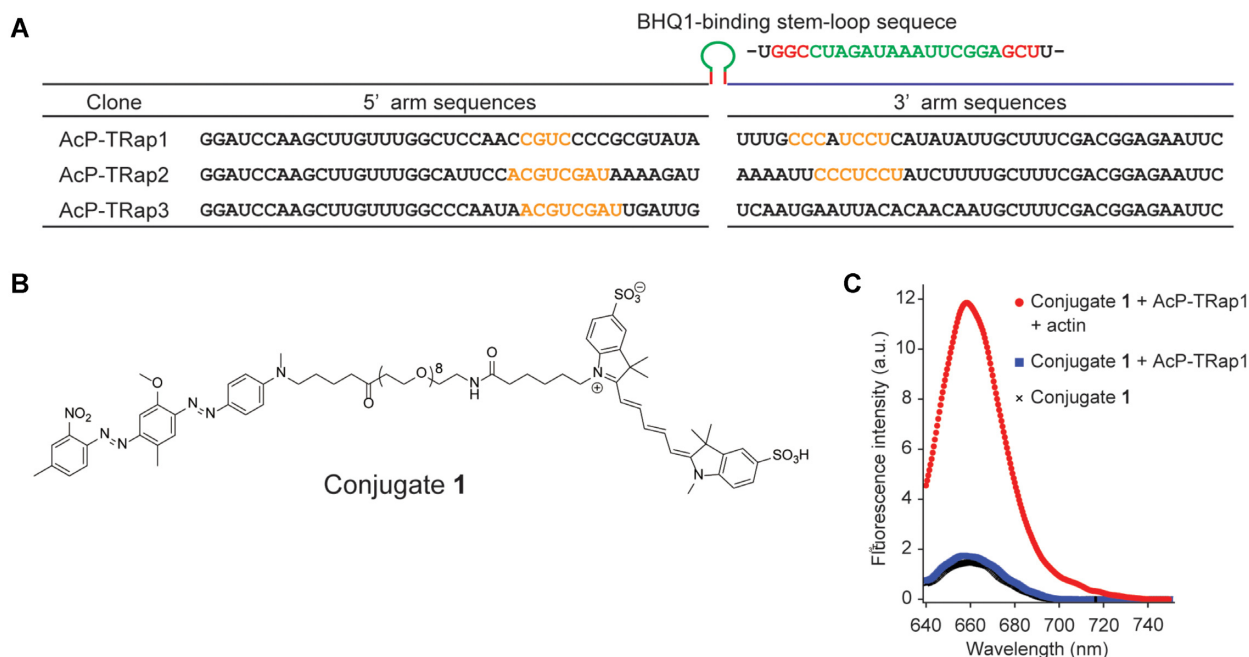 A
BHQ1-binding stem-loop sequece
–UGGCCUAGAUAAAUUCGGAGCUU–
Clone 5’ arm sequences 3’ arm sequences
AcP-TRap1 GGAUCCAAGCUUGUUUGGCUCCAACCGUCCCCGCGUAUA UUUGCCCAUCCUCAUAUAUUGCUUUCGACGGAGAAUUC
AcP-TRap2 GGAUCCAAGCUUGUUUGGCAUUCCACGUCGAUAAAAGAU AAAAUUCCCUCCUAUCUUUUGCUUUCGACGGAGAAUUC
AcP-TRap3 GGAUCCAAGCUUGUUUGGCCCAAUAACGUCGAUUGAUUG UCAAUGAAUUACACAACAAUGCUUUCGACGGAGAAUUC
B
SO3⊖
N
O
O
8
N
H
O
N
⊕
O
NO2
N
N
N
N
SO3H
N
Conjugate 1
C
12
10
8
6
4
2
0
Fluorescence intensity (a.u.)
Conjugate 1 + AcP-TRap1
+ actin
Conjugate 1 + AcP-TRap1
Conjugate 1
640 660 680 700 720 740
Wavelength (nm)